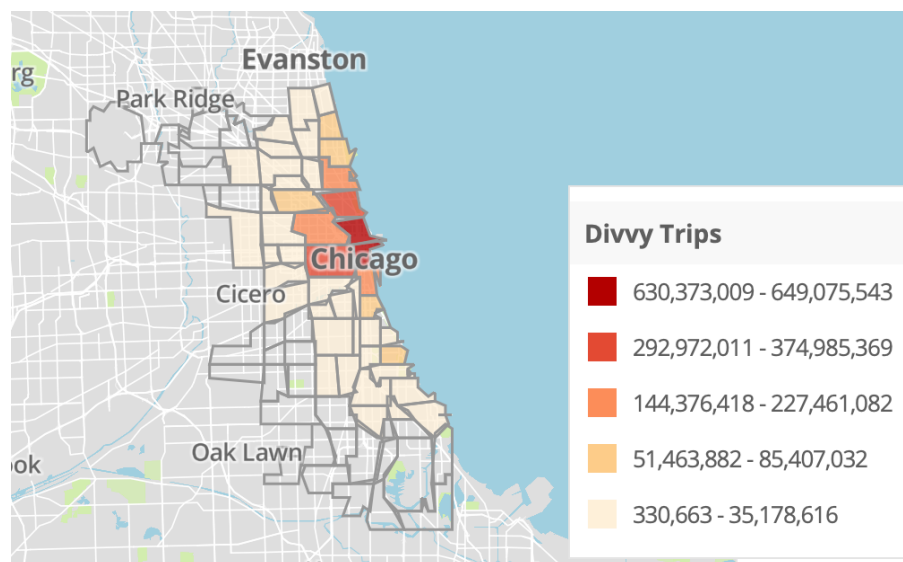 Evanston
rg
Park Ridge
Divvy Trips
Chicago
630,373,009 - 649,075,543
Cicero
292,972,011 - 374,985,369
144,376,418 - 227,461,082
Oak Lawn
ook
51,463,882 - 85,407,032
330,663 - 35,178,616